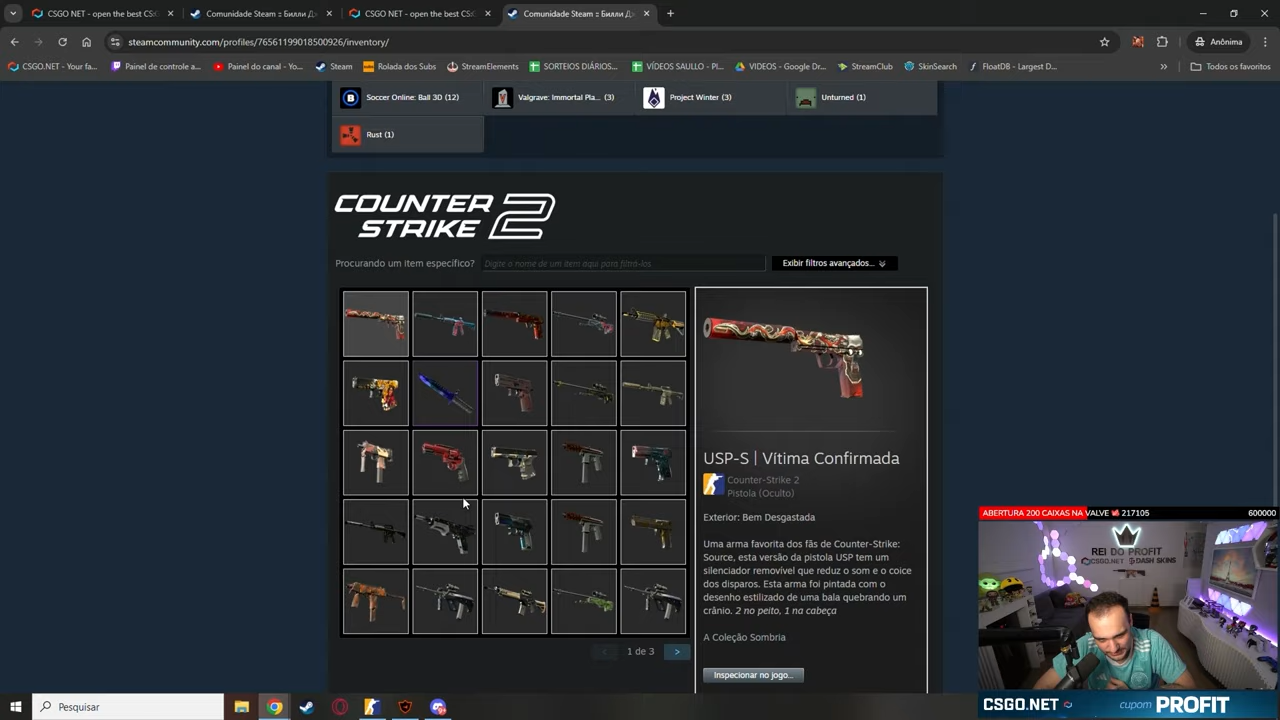 CSGO NET - open the best CS:
Comunidade Steam :: Билли Дж
CSGO NET - open the best CS:
Comunidade Steam :: Билли Дж
steamcommunity.com/profiles/76561199018500926/inventory/
Anônima
CSGO.NET - Your fa...
Painel de controle a...
Painel do canal - Yo...
Steam
Rolada dos Subs
StreamElements
SORTEIOS DIÁRIOS...
VÍDEOS SAULLO - Pl...
VIDEOS - Google Dr...
StreamClub
SkinSearch
FloatDB - Largest D...
Todos os favoritos
Soccer Online: Ball 3D (12)
Valgrave: Immortal Pla... (3)
Project Winter (3)
Unturned (1)
Rust (1)
COUNTER
STRIKE 2
Procurando um item específico?
Digite o nome de um item aqui para filtrá-lo.
Exibir filtros avançados...
USP-S | Vítima Confirmada
Counter-Strike 2
Pistola (Oculto)
Exterior: Bem Desgastada
Uma arma favorita dos fãs de Counter-Strike:
Source, esta versão da pistola USP tem um
silenciador removível que reduz o som e o coice
dos disparos. Esta arma foi pintada com o
desenho estilizado de uma bala quebrando um
crânio. 2 no peito, 1 na cabeça
A Coleção Sombria
Inspecionar no jogo...
1 de 3
ABERTURA 200 CAIXAS NA VALVE 217105
600000
REI DO PROFIT
CSGO.NET DASH SKINS
CSGO.NET
cupom PROFIT
Pesquisar